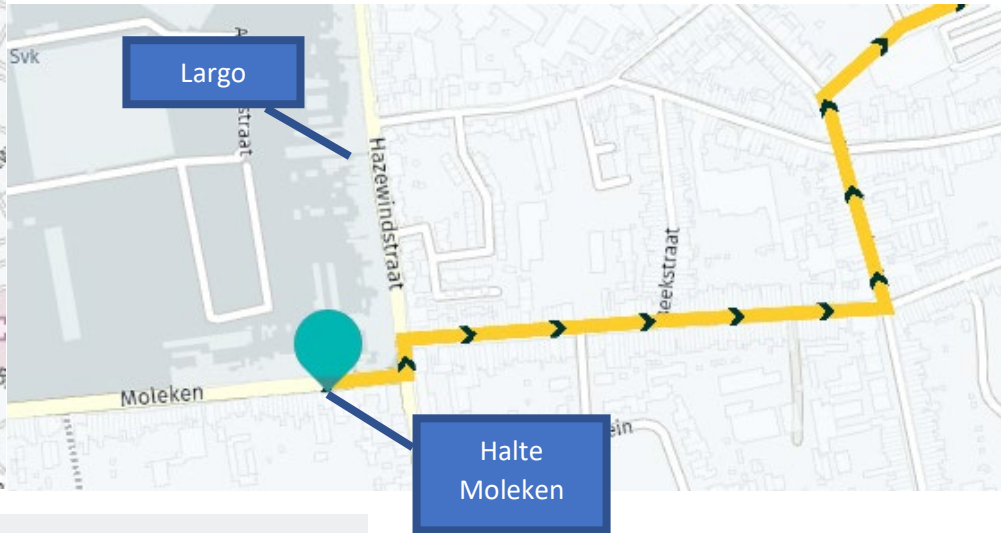 Svk
Largo
straat
Hazewindstraat
eekstraat
Moleken
ein
Halte
Moleken